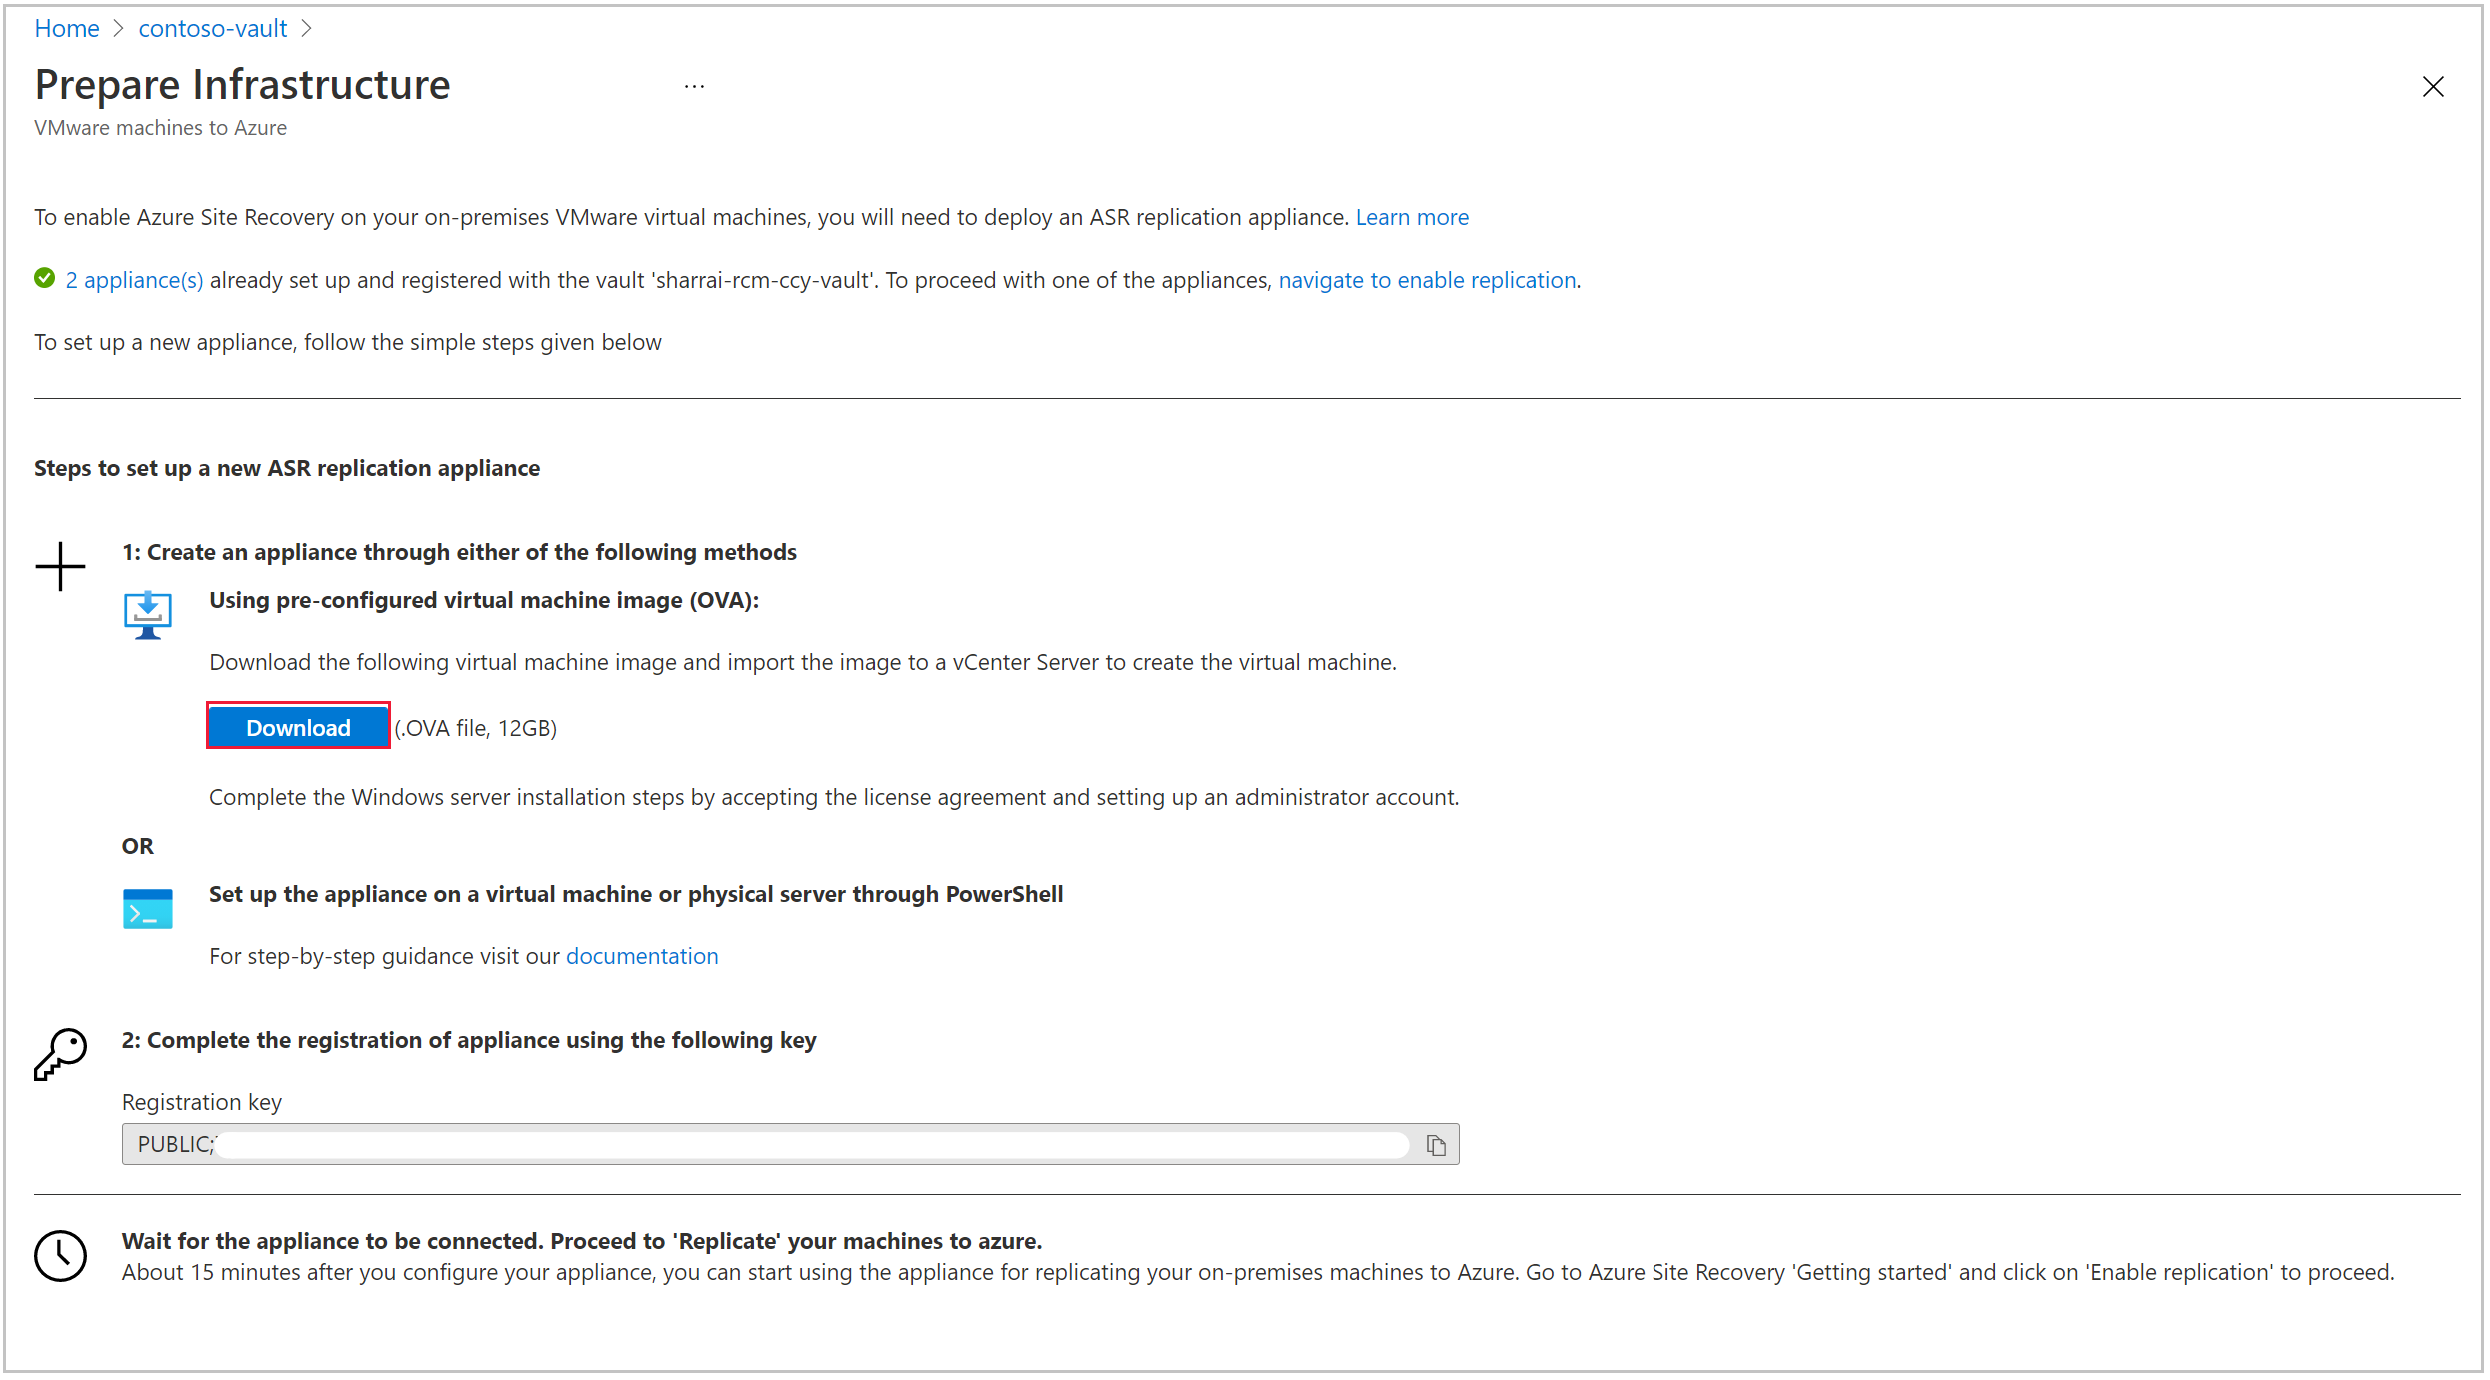 Home > contoso-vault >
Prepare Infrastructure ...
VMware machines to Azure
To enable Azure Site Recovery on your on-premises VMware virtual machines, you will need to deploy an ASR replication appliance. Learn more
2 appliance(s) already set up and registered with the vault 'sharrai-rcm-ccy-vault'. To proceed with one of the appliances, navigate to enable replication.
To set up a new appliance, follow the simple steps given below
Steps to set up a new ASR replication appliance
1: Create an appliance through either of the following methods
Using pre-configured virtual machine image (OVA):
Download the following virtual machine image and import the image to a vCenter Server to create the virtual machine.
Download (.OVA file, 12GB)
Complete the Windows server installation steps by accepting the license agreement and setting up an administrator account.
OR
Set up the appliance on a virtual machine or physical server through PowerShell
For step-by-step guidance visit our documentation
2: Complete the registration of appliance using the following key
Registration key
PUBLIC;
Wait for the appliance to be connected. Proceed to 'Replicate' your machines to azure.
About 15 minutes after you configure your appliance, you can start using the appliance for replicating your on-premises machines to Azure. Go to Azure Site Recovery 'Getting started' and click on 'Enable replication' to proceed.